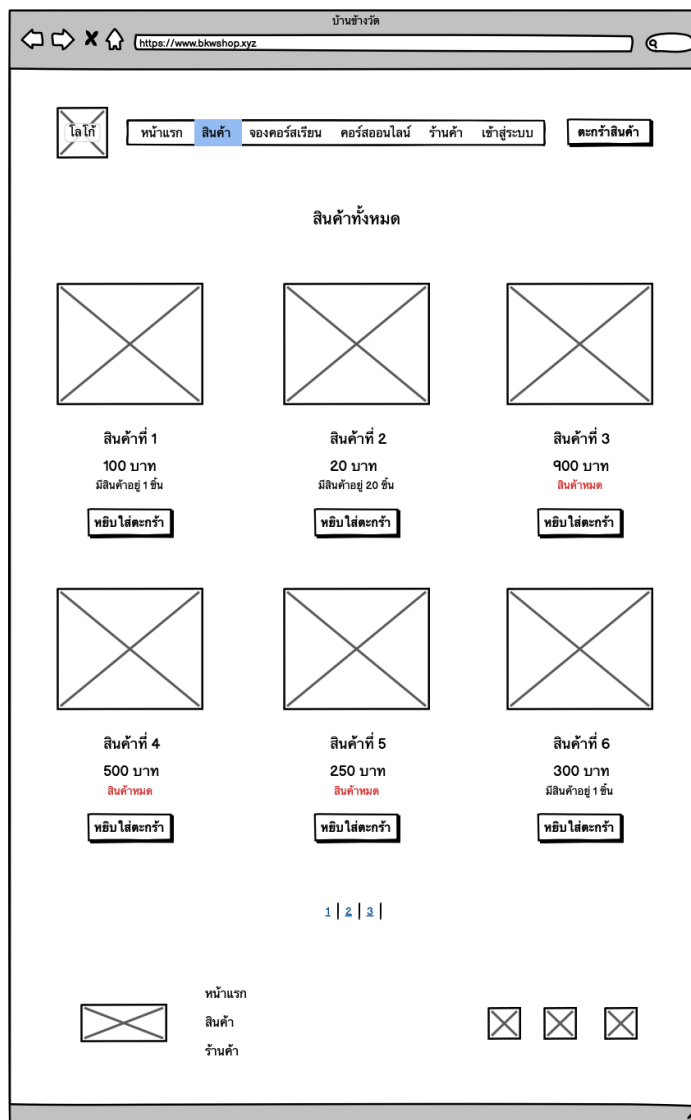 บ้านข้างวัด
https://www.bkwshop.xyz
โลโก้
หน้าแรก สินค้า จองคอร์สเรียน คอร์สออนไลน์ ร้านค้า เข้าสู่ระบบ
ตะกร้าสินค้า
สินค้าทั้งหมด
สินค้าที่ 1 สินค้าที่ 2 สินค้าที่ 3
100 บาท 20 บาท 900 บาท
มีสินค้าอยู่ 1 ชิ้น มีสินค้าอยู่ 20 ชิ้น สินค้าหมด
หยิบใส่ตะกร้า หยิบใส่ตะกร้า หยิบใส่ตะกร้า
สินค้าที่ 4 สินค้าที่ 5 สินค้าที่ 6
500 บาท 250 บาท 300 บาท
สินค้าหมด สินค้าหมด มีสินค้าอยู่ 1 ชิ้น
หยิบใส่ตะกร้า หยิบใส่ตะกร้า หยิบใส่ตะกร้า
1 | 2 | 3 |
หน้าแรก
สินค้า
ร้านค้า